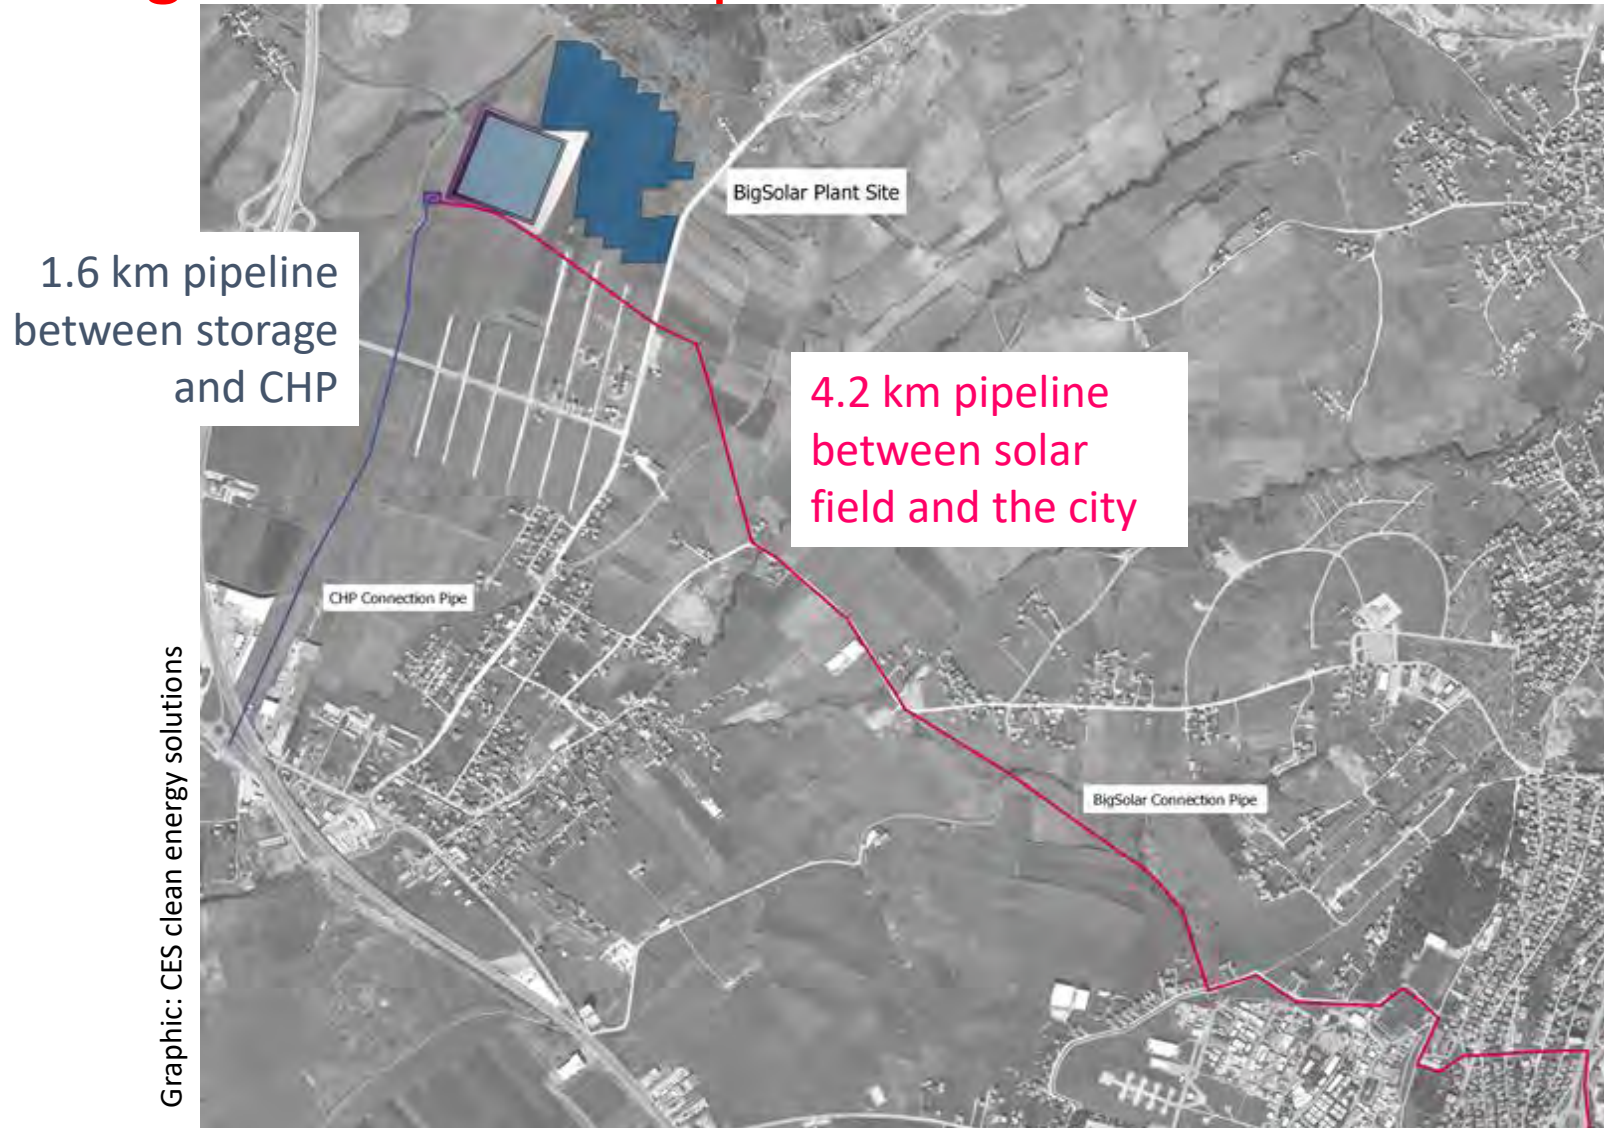 BigSolar Plant Site
1.6 km pipeline
between storage
and CHP
4.2 km pipeline
between solar
field and the city
CHP Connection Pipe
BigSolar Connection Pipe
Graphic: CES clean energy solutions